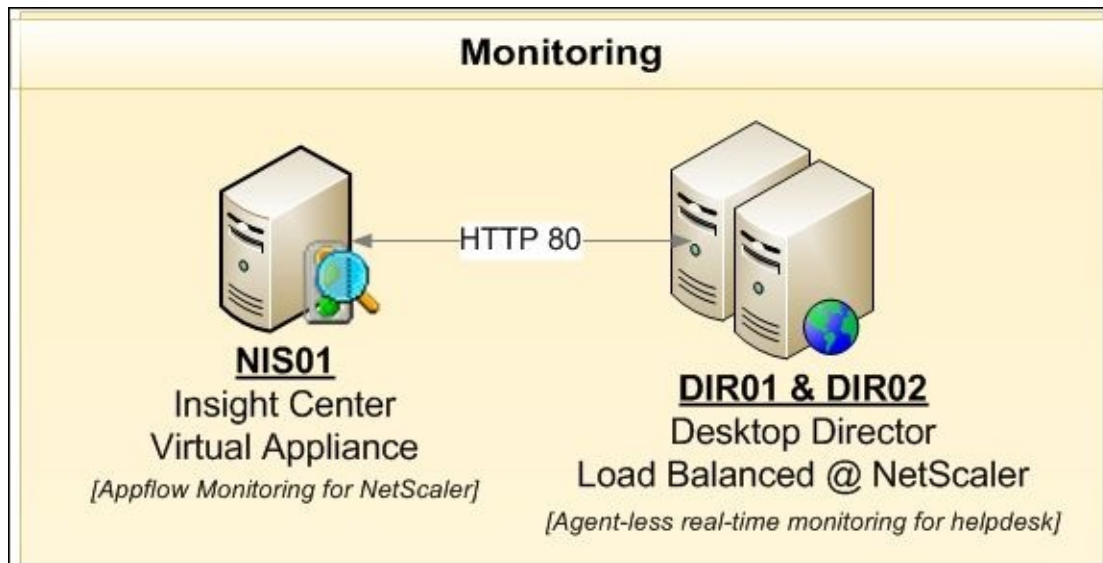 Monitoring
HTTP 80
NIS01
Insight Center
Virtual Appliance
[Appflow Monitoring for NetScaler]
DIR01 & DIR02
Desktop Director
Load Balanced @ NetScaler
[Agent-less real-time monitoring for helpdesk]